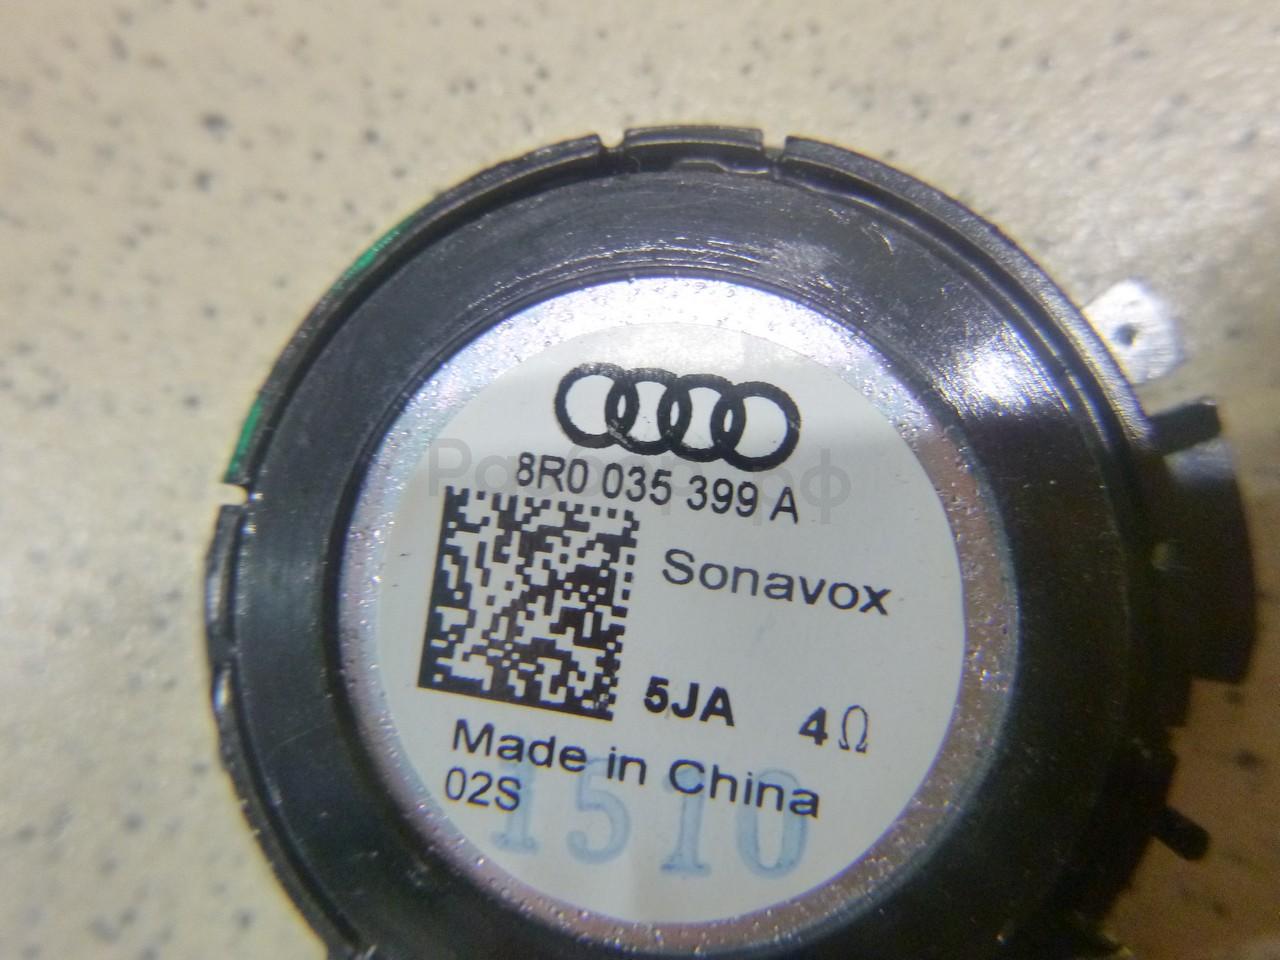 8R0 035 399 A
Sonavox
5JA 4Ω
Made in China
02S
1510